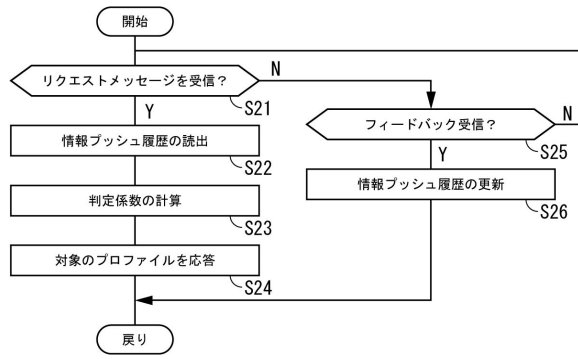 開始
リクエストメッセージを受信？
N
S21
Y
フィードバック受信？
N
S25
情報プッシュ履歴の読出
S22
Y
情報プッシュ履歴の更新
S26
判定係数の計算
S23
対象のプロファイルを応答
S24
戻り